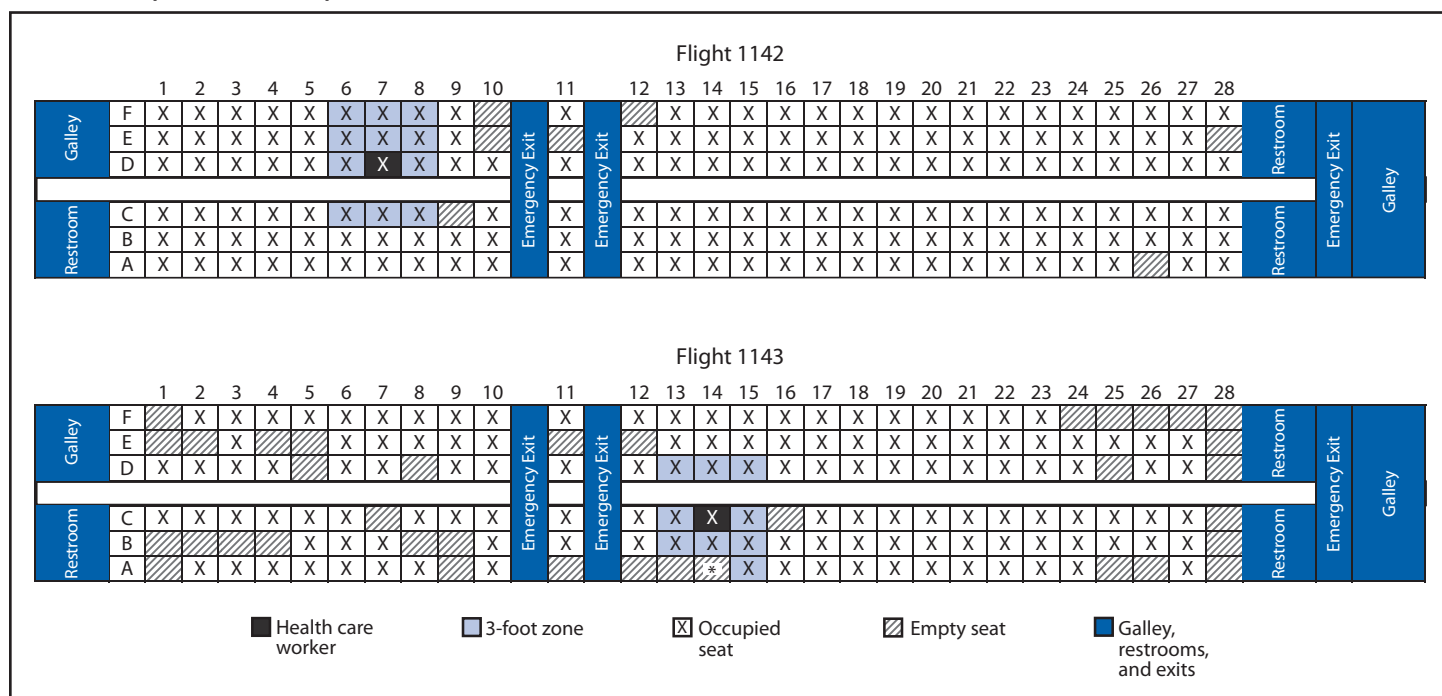 Flight 1142
1 2 3 4 5 6 7 8 9 10 11 12 13 14 15 16 17 18 19 20 21 22 23 24 25 26 27 28
Galley
F X X X X X X X X X X X X X X X X X X X X X X X X X X
E X X X X X X X X X X X X X X X X X X X X X X X X X
D X X X X X X X X X X X X X X X X X X X X X X X X X X X X
Restroom
C X X X X X X X X X X X X X X X X X X X X X X X X X X X
B X X X X X X X X X X X X X X X X X X X X X X X X X X X X
A X X X X X X X X X X X X X X X X X X X X X X X X X X X
Emergency Exit
Emergency Exit
Restroom
Restroom
Emergency Exit
Galley
Flight 1143
1 2 3 4 5 6 7 8 9 10 11 12 13 14 15 16 17 18 19 20 21 22 23 24 25 26 27 28
Galley
F X X X X X X X X X X X X X X X X X X X X X X
E X X X X X X X X X X X X X X X X X X X X X
D X X X X X X X X X X X X X X X X X X X X X X X X
Restroom
C X X X X X X X X X X X X X X X X X X X X X X X X X
B X X X X X X X X X X X X X X X X X X X X X
A X X X X X X X X * X X X X X X X X X X X
Emergency Exit
Emergency Exit
Restroom
Restroom
Emergency Exit
Galley
Health care
worker
3-foot zone
X Occupied
seat
Empty seat
Galley,
restrooms,
and exits